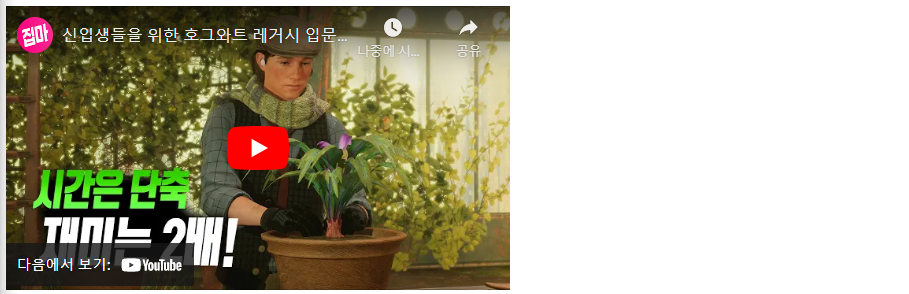 집마
신입생들을 위한 호그와트 레거시 입문...
나중에 시...
공유
시간은 단축
재미는 2배!
다음에서 보기: YouTube